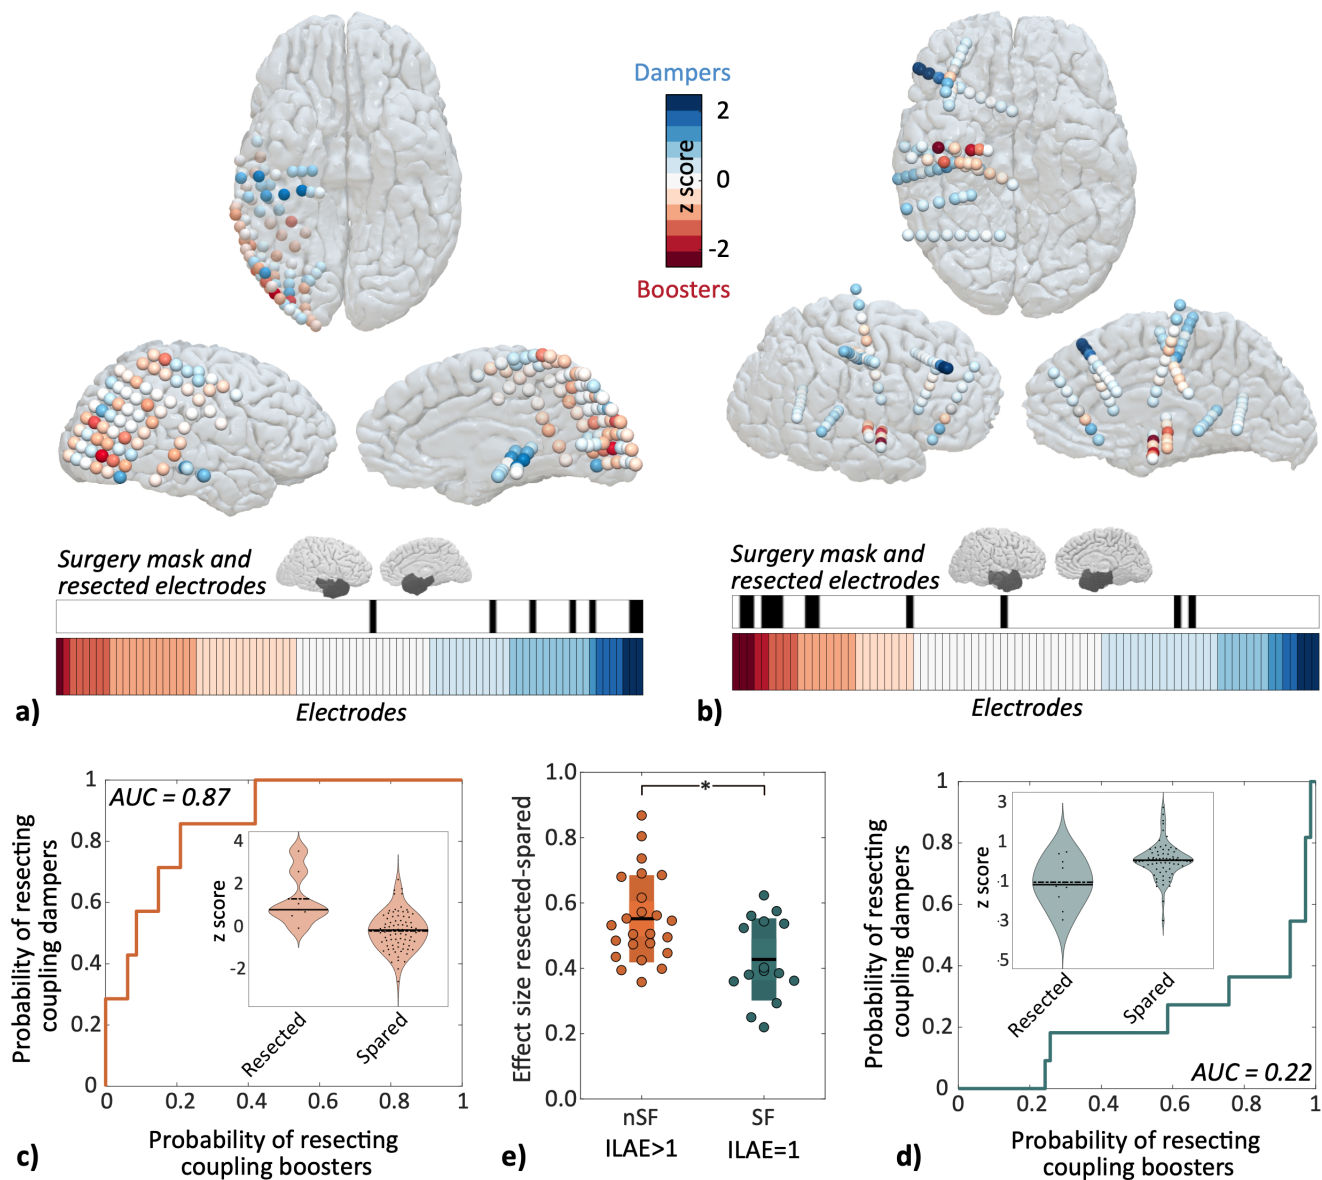 Dampers
2
0
-2
z score
Boosters
Surgery mask and
resected electrodes
Electrodes
a)
Surgery mask and
resected electrodes
Electrodes
b)
AUC = 0.87
Probability of resecting
coupling dampers
1
0.8
0.6
0.4
0.2
0
0
0.2
0.4
0.6
0.8
1
z score
4
2
0
-2
Resected
Spared
Probability of resecting
coupling boosters
c)
Effect size resected-spared
1.0
0.8
0.6
0.4
0.2
0.0
*
nSF
ILAE>1
SF
ILAE=1
e)
Probability of resecting
coupling dampers
1
0.8
0.6
0.4
0.2
0
0
0.2
0.4
0.6
0.8
1
z score
3
1
-1
-3
-5
Resected
Spared
AUC = 0.22
Probability of resecting
coupling boosters
d)